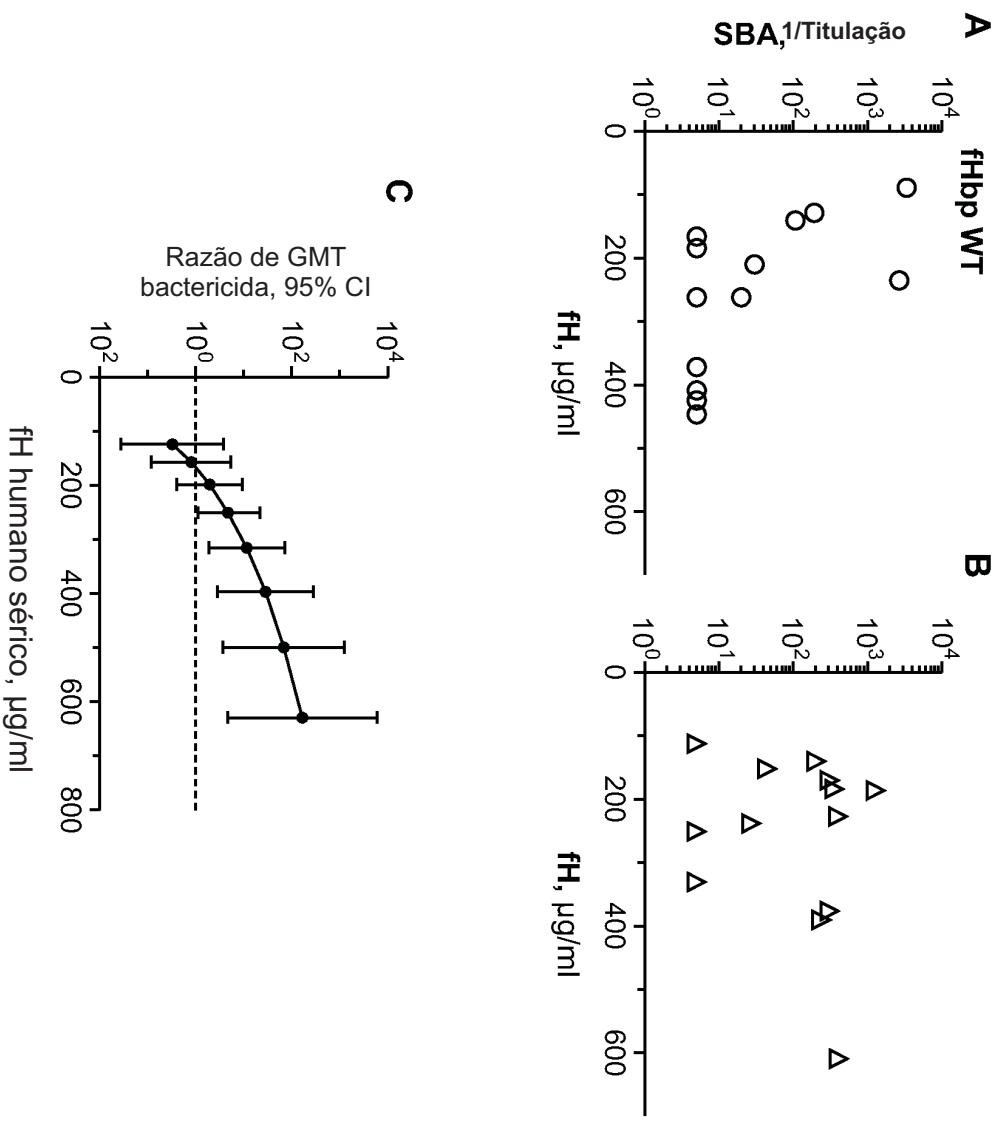 A
fHbp WT
SBA,1/Titulação
10⁴
10³
10²
10¹
10⁰
0 200 400 600
fH, µg/ml
B
10⁴
10³
10²
10¹
10⁰
0 200 400 600
fH, µg/ml
C
Razão de GMT
bactericida, 95% CI
10⁴
10²
10⁰
10²
0 200 400 600 800
fH humano sérico, µg/ml